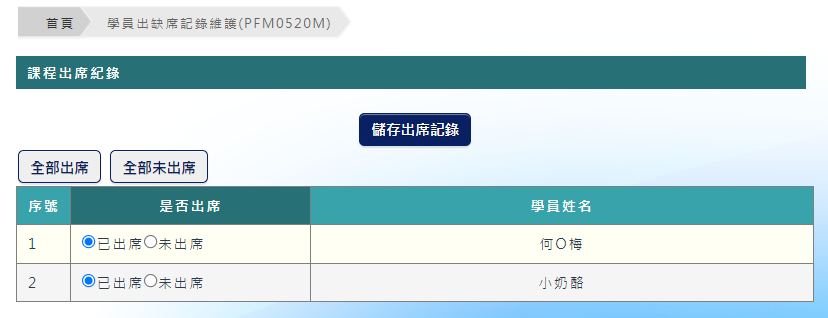 首頁 學員出缺席記錄維護(PFM0520M)
課程出席紀錄
儲存出席記錄
全部出席 全部未出席
序號 是否出席 學員姓名
1 已出席 未出席 何O梅
2 已出席 未出席 小奶酪